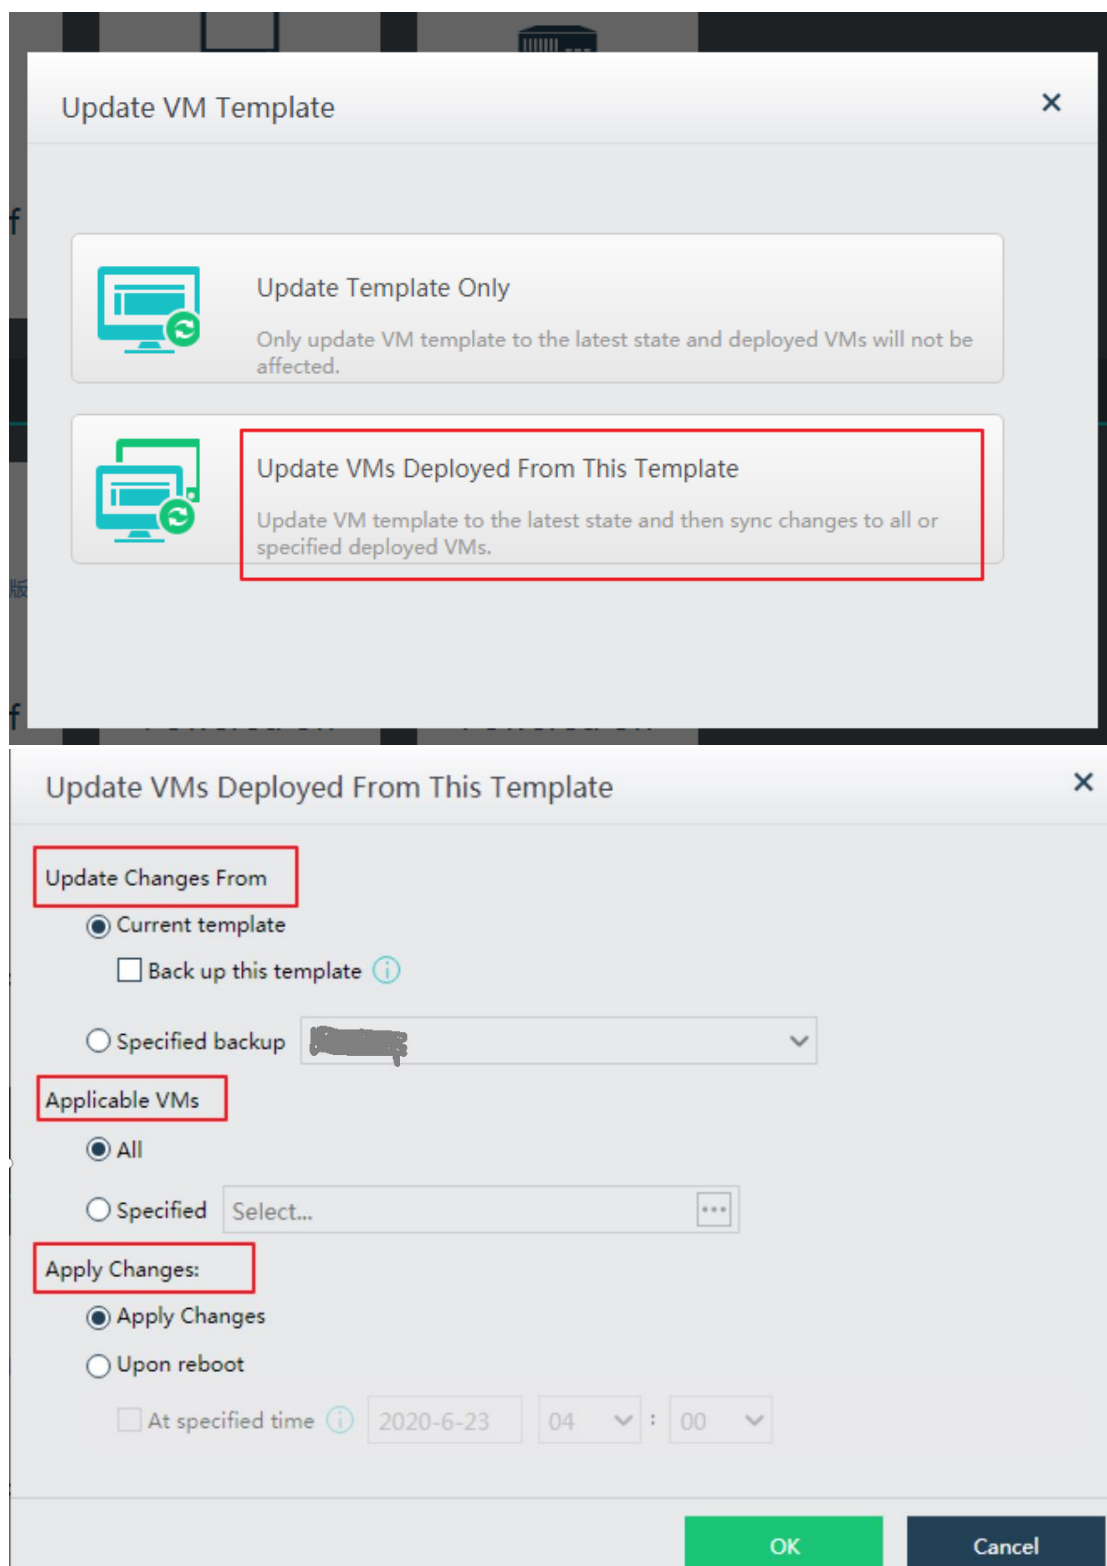 Update VM Template
f
Update Template Only
Only update VM template to the latest state and deployed VMs will not be
affected.
Update VMs Deployed From This Template
Update VM template to the latest state and then sync changes to all or
specified deployed VMs.
版
f
Update VMs Deployed From This Template
Update Changes From
Current template
Back up this template
Specified backup
Applicable VMs
All
Specified Select...
Apply Changes:
Apply Changes
Upon reboot
At specified time 2020-6-23 04 : 00
OK Cancel